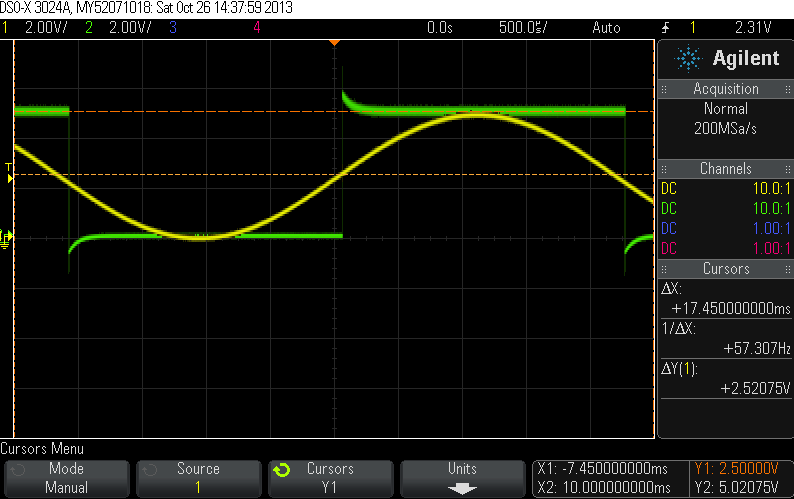 DSO-X 3024A, MY52071018: Sat Oct 26 14:37:59 2013
1 2.00V/ 2 2.00V/ 3 4 0.0s 500.0㎲/ Auto 1 2.31V
T
Agilent
Acquisition
Normal
200MSa/s
Channels
DC 10.0:1
DC 10.0:1
DC 1.00:1
DC 1.00:1
Cursors
ΔX:
+17.450000000ms
1/ΔX:
+57.307Hz
ΔY(1):
+2.52075V
Cursors Menu
Mode
Manual
Source
1
Cursors
Y1
Units
X1: -7.450000000ms
X2: 10.000000000ms
Y1: 2.50000V
Y2: 5.02075V